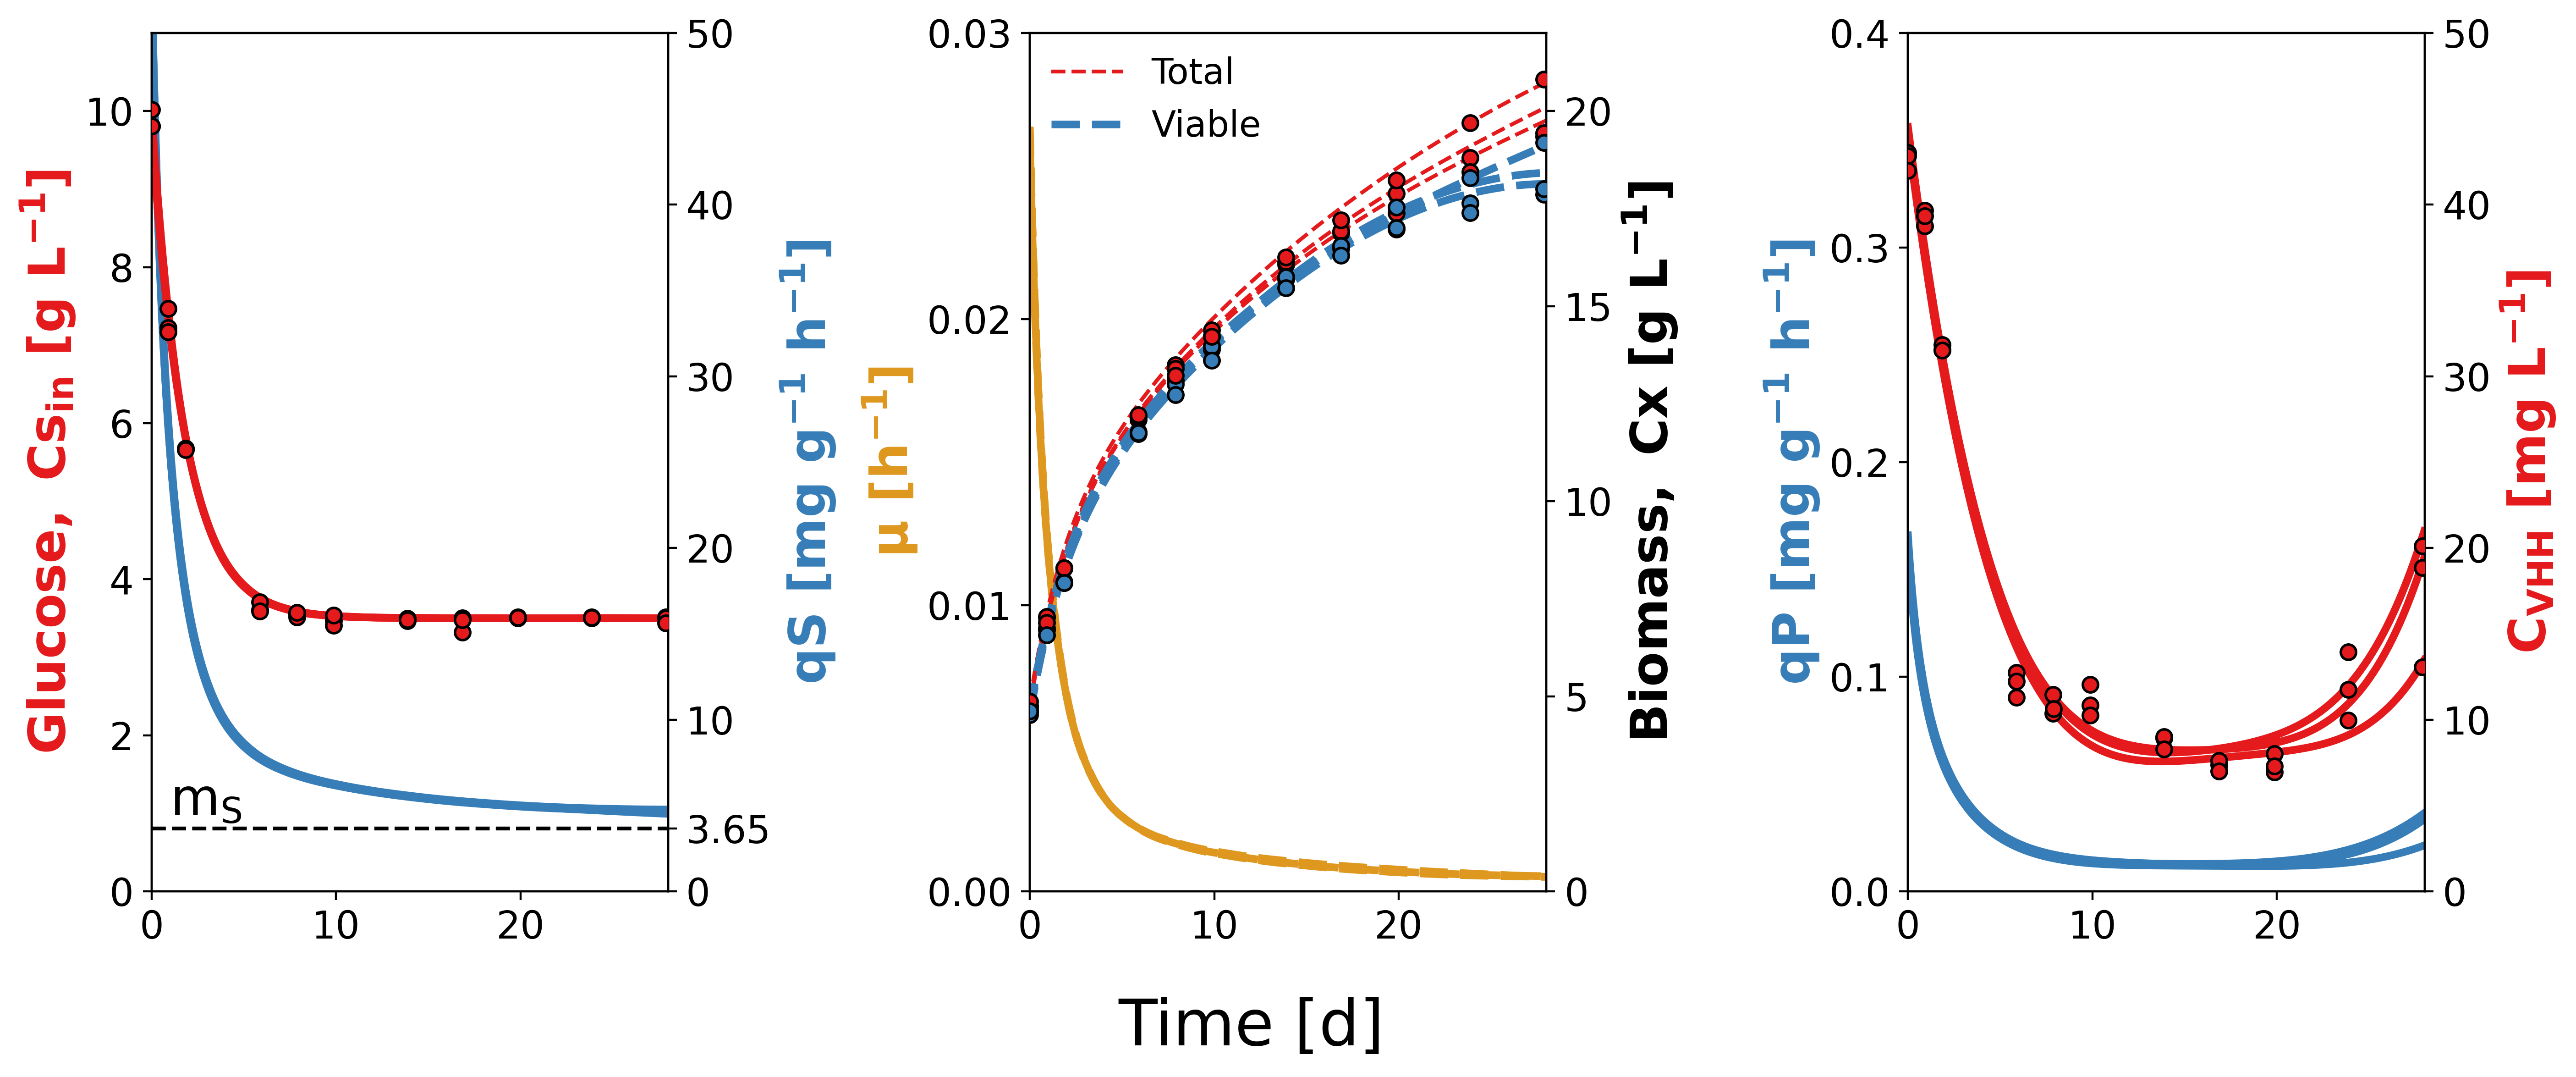 Glucose, Cs_in [g L⁻¹]
10
8
6
4
2
0
50
40
30
20
10
3.65
0
qS [mg g⁻¹ h⁻¹]
m_S
0 10 20
µ [h⁻¹]
0.03
0.02
0.01
0.00
Total
Viable
20
15
10
5
0
Biomass, Cx [g L⁻¹]
0 10 20
qP [mg g⁻¹ h⁻¹]
0.4
0.3
0.2
0.1
0.0
50
40
30
20
10
0
C_VHH [mg L⁻¹]
0 10 20
Time [d]